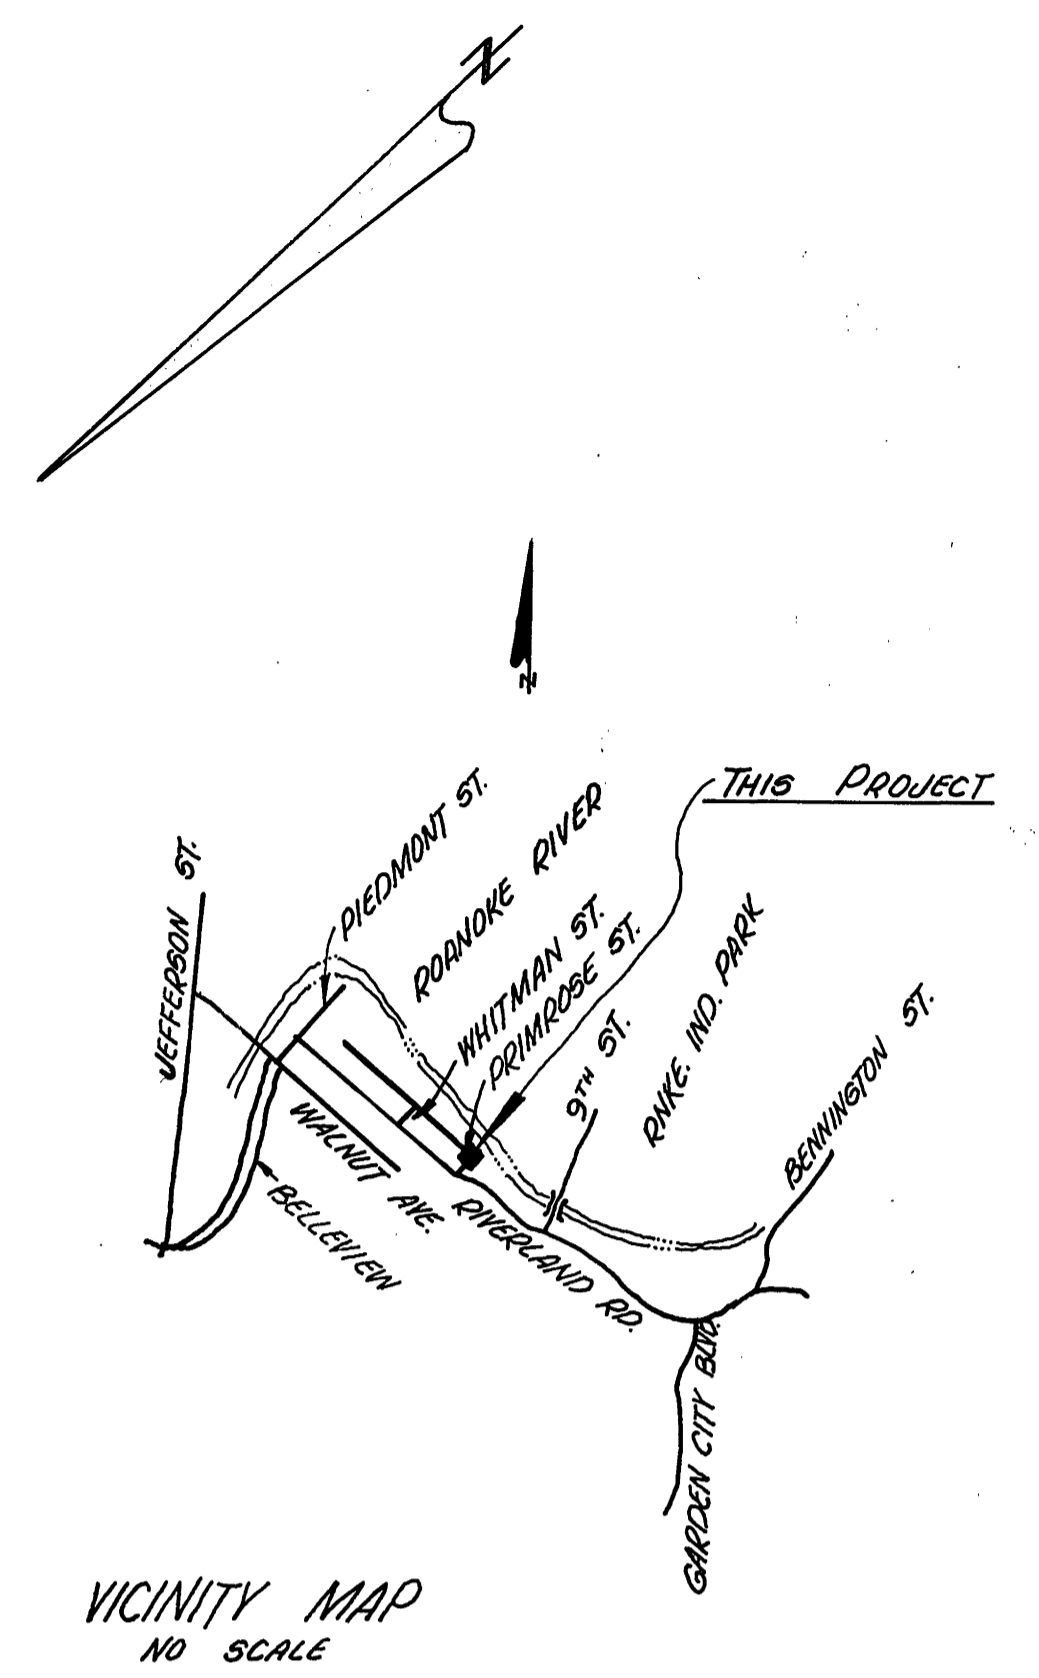 N
N
THIS PROJECT
JEFFERSON ST.
PIEDMONT ST.
ROANOKE RIVER
WHITMAN ST.
PRIMROSE ST.
9TH ST.
RNKE. IND. PARK
BENNINGTON ST.
WALNUT AVE.
BELLEVIEW
RIVERLAND RD.
GARDEN CITY BLVD.
VICINITY MAP
NO SCALE